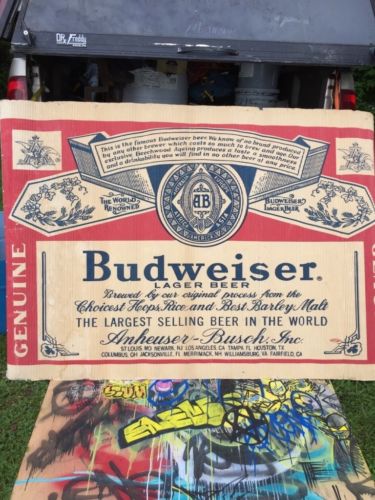 DR. Freddy
This is the famous Budweiser beer. We know of no brand produced
by any other brewer which costs so much to brew and age. Our
exclusive Beechwood Ageing produces a taste, a smoothness
and a drinkability you will find in no other beer at any price.
THE WORLD
RENOWNED
AB
BUDWEISER
LAGER BEER
GENUINE
Budweiser®
LAGER BEER
Brewed by our original process from the
Choicest Hops, Rice and Best Barley Malt
THE LARGEST SELLING BEER IN THE WORLD
Anheuser-Busch, Inc.
ST. LOUIS MO. NEWARK, NJ LOS ANGELES, CA TAMPA, FL HOUSTON, TX
COLUMBUS, OH JACKSONVILLE, FL MERRIMACK, NH WILLIAMSBURG, VA FAIRFIELD, CA